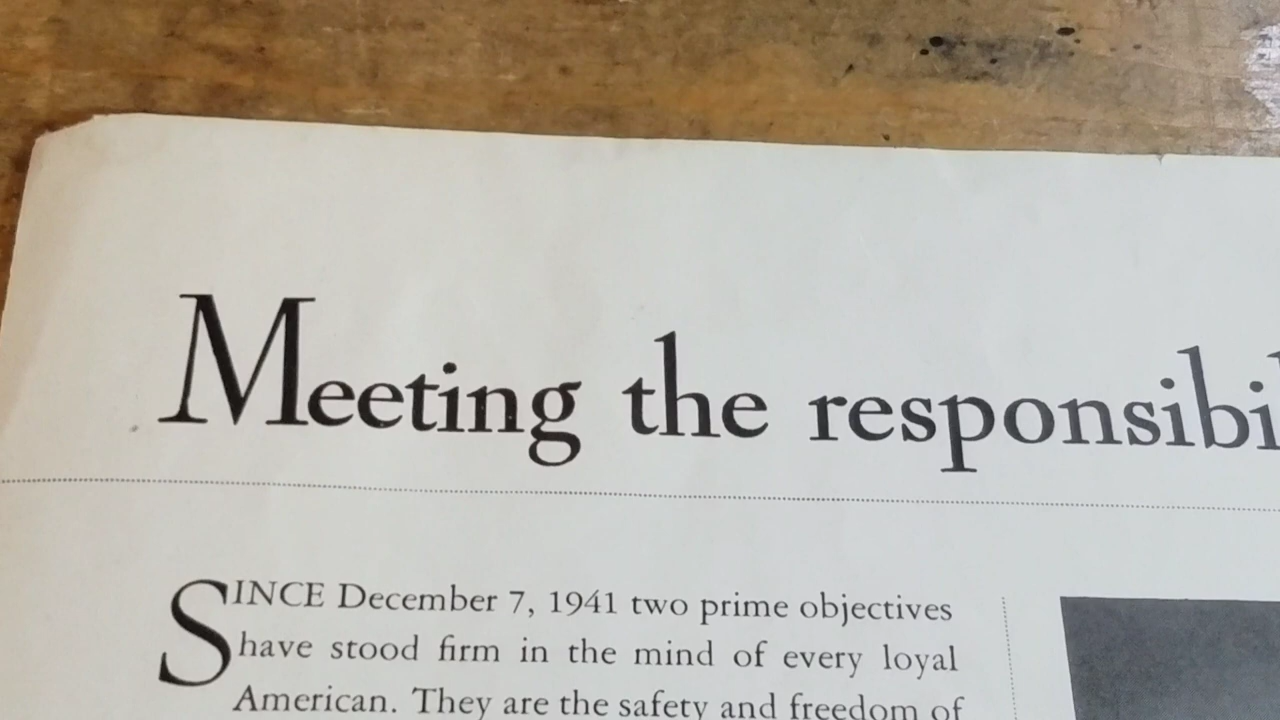 Meeting the responsibi
SINCE December 7, 1941 two prime objectives
have stood firm in the mind of every loyal
American. They are the safety and freedom of